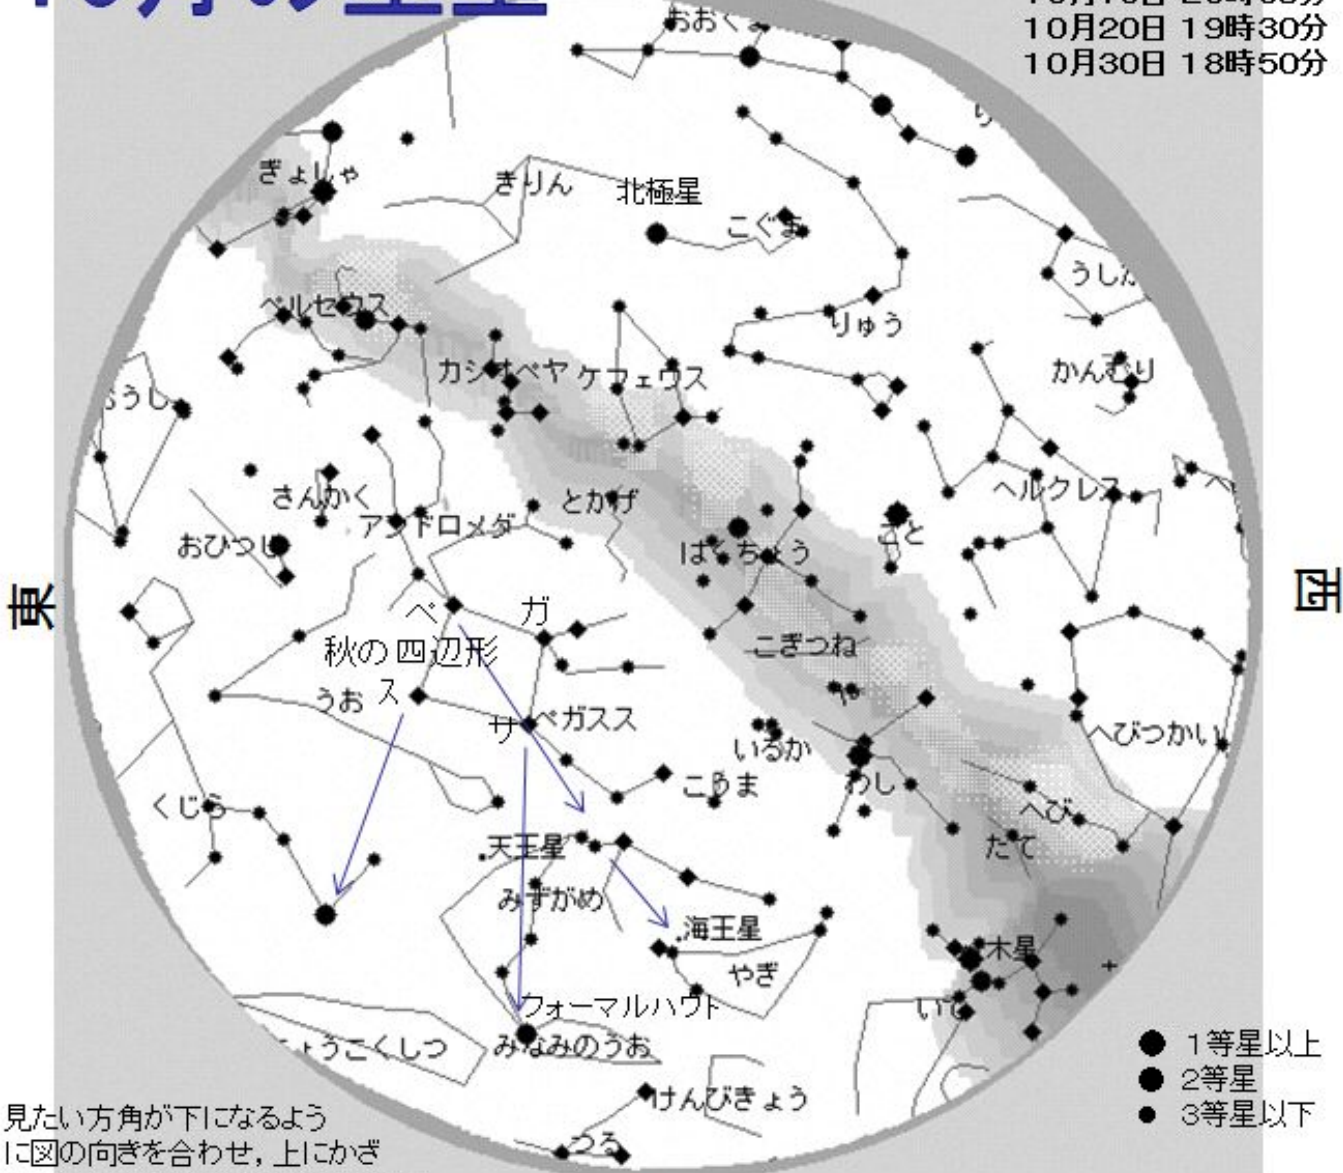 10月20日 19時30分
10月30日 18時50分
ぎょしゃ
きりん
北極星
こぐま
ペルセウス
りゅう
カシオペヤ
ケフェウス
かんむり
さんかく
とかげ
ヘルクレス
アンドロメダ
おひつじ
はくちょう
こと
東
西
ペ
ガ
秋の四辺形
こぎつね
うお
ス
サ
ペガスス
や
いるか
へびつかい
こうま
わし
くじら
へび
天王星
たて
みずがめ
海王星
木星
やぎ
フォーマルハウト
いて
みなみのうお
けんびきょう
つる
1等星以上
2等星
3等星以下
見たい方角が下になるよう
に図の向きを合わせ，上にかざ